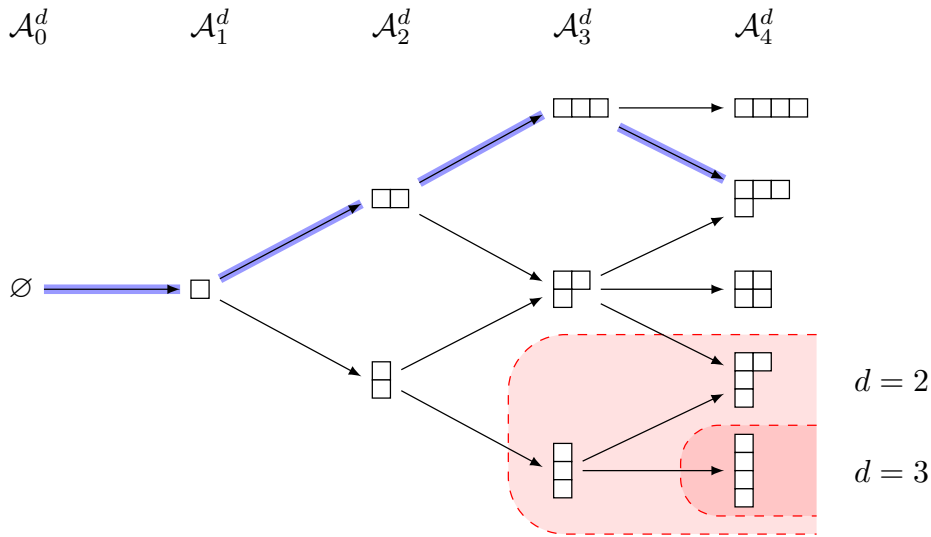 𝒜₀ᵈ 𝒜₁ᵈ 𝒜₂ᵈ 𝒜₃ᵈ 𝒜₄ᵈ
∅
d = 2
d = 3